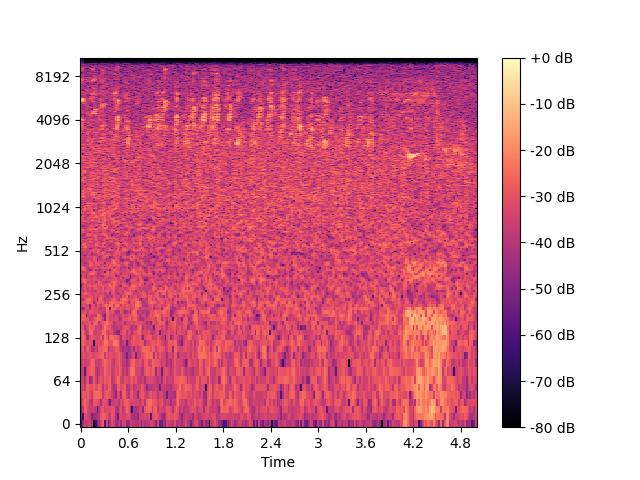 8192
4096
2048
1024
512
256
128
64
0
Hz
0 0.6 1.2 1.8 2.4 3 3.6 4.2 4.8
Time
+0 dB
-10 dB
-20 dB
-30 dB
-40 dB
-50 dB
-60 dB
-70 dB
-80 dB